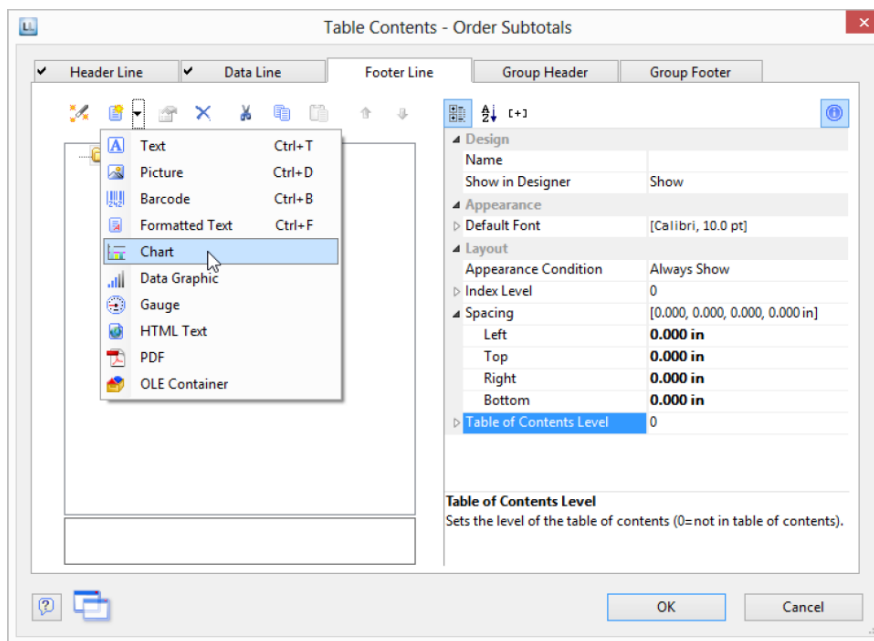 LL
Table Contents - Order Subtotals
Header Line
Data Line
Footer Line
Group Header
Group Footer
Text Ctrl+T
Picture Ctrl+D
Barcode Ctrl+B
Formatted Text Ctrl+F
Chart
Data Graphic
Gauge
HTML Text
PDF
OLE Container
Design
Name
Show in Designer Show
Appearance
Default Font [Calibri, 10.0 pt]
Layout
Appearance Condition Always Show
Index Level 0
Spacing [0.000, 0.000, 0.000, 0.000 in]
Left 0.000 in
Top 0.000 in
Right 0.000 in
Bottom 0.000 in
Table of Contents Level 0
Table of Contents Level
Sets the level of the table of contents (0=not in table of contents).
OK
Cancel